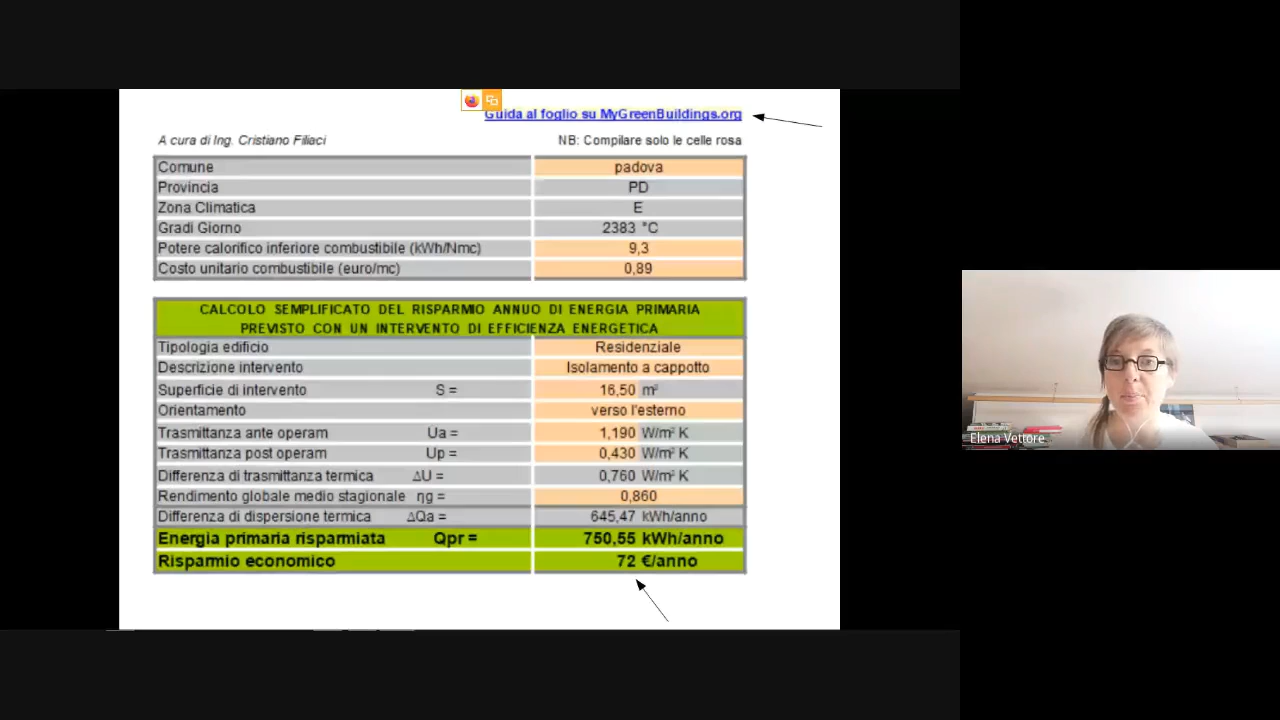 Guida al foglio su MyGreenBuildings.org
A cura di Ing. Cristiano Filiaci NB: Compilare solo le celle rosa
Comune padova
Provincia PD
Zona Climatica E
Gradi Giorno 2383 °C
Potere calorifico inferiore combustibile (kWh/Nmc) 9,3
Costo unitario combustibile (euro/mc) 0,89
CALCOLO SEMPLIFICATO DEL RISPARMIO ANNUO DI ENERGIA PRIMARIA
PREVISTO CON UN INTERVENTO DI EFFICIENZA ENERGETICA
Tipologia edificio Residenziale
Descrizione intervento Isolamento a cappotto
Superficie di intervento S = 16,50 m²
Orientamento verso l'esterno
Trasmittanza ante operam Ua = 1,190 W/m² K
Trasmittanza post operam Up = 0,430 W/m² K
Differenza di trasmittanza termica ΔU = 0,760 W/m² K
Rendimento globale medio stagionale ηg = 0,860
Differenza di dispersione termica ΔQa = 645,47 kWh/anno
Energia primaria risparmiata Qpr = 750,55 kWh/anno
Risparmio economico 72 €/anno
Elena Vettore